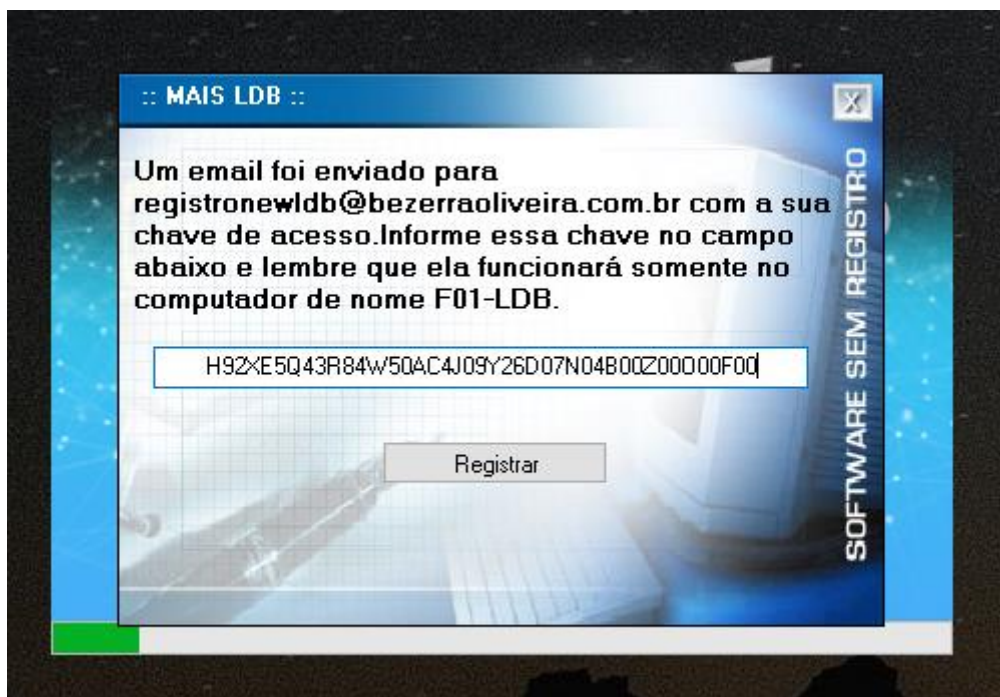 :: MAIS LDB ::
X
Um email foi enviado para
registronewldb@bezerraoliveira.com.br com a sua
chave de acesso.Informe essa chave no campo
abaixo e lembre que ela funcionará somente no
computador de nome F01-LDB.
H92XE5Q43R84W50AC4J09Y26D07N04B00Z00O00F00
Registrar
SOFTWARE SEM REGISTRO